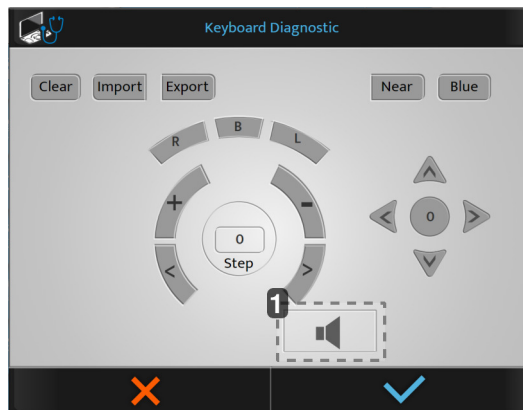 Keyboard Diagnostic
Clear Import Export Near Blue
R B L
+ -
0 0
Step
< >
1